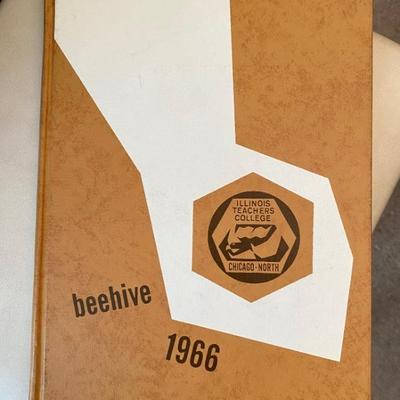 ILLINOIS
TEACHERS
COLLEGE
CHICAGO-NORTH
beehive
1966